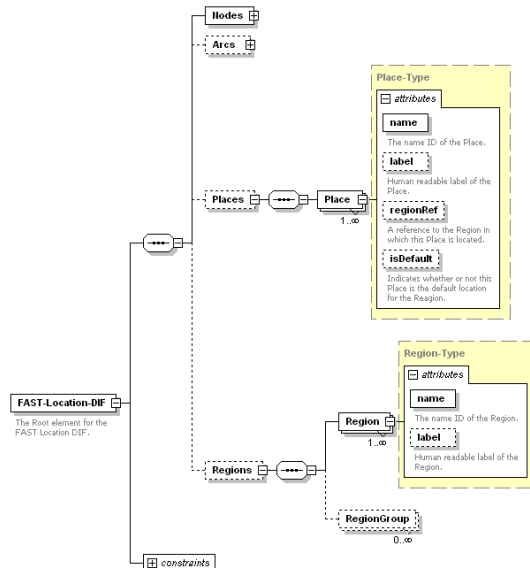 Nodes
Arcs
Place-Type
attributes
name
The name ID of the Place.
label
Human readable label of the
Place.
Places
Place
1..∞
regionRef
A reference to the Region in
which this Place is located.
isDefault
Indicates whether or not this
Place is the default location
for the Reagion.
Region-Type
attributes
name
The name ID of the Region.
label
Human readable label of the
Region.
FAST-Location-DIF
The Root element for the
FAST Location DIF.
Region
1..∞
Regions
RegionGroup
0..∞
constraints